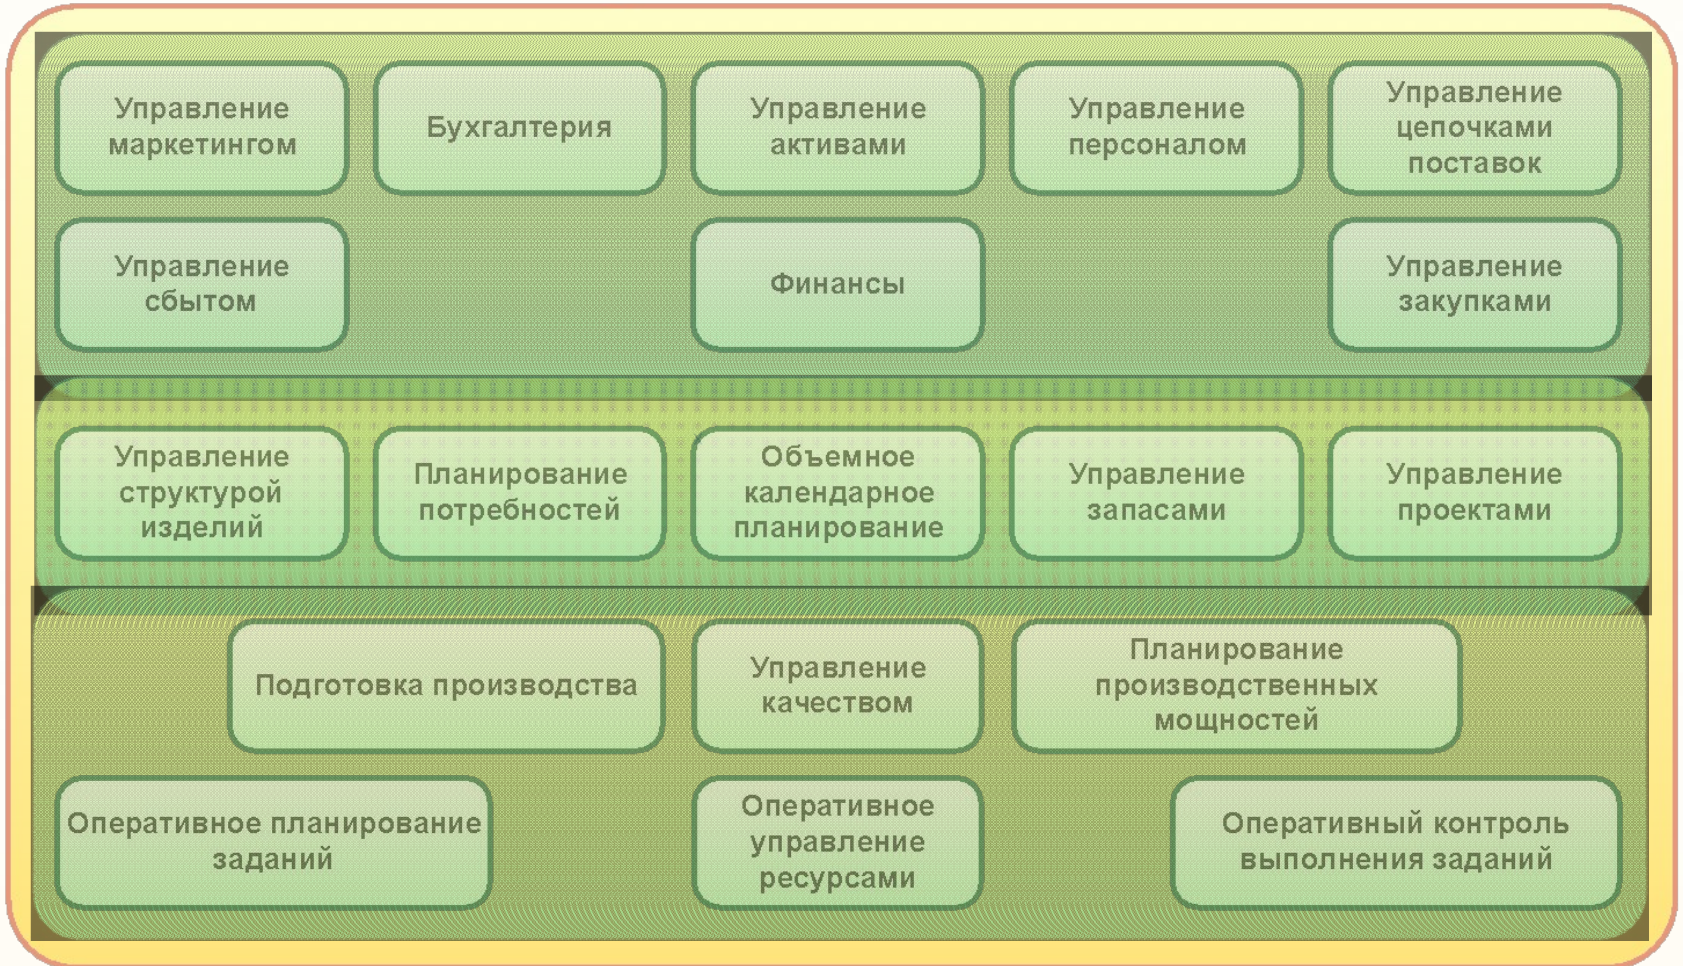 Управление
маркетингом
Бухгалтерия
Управление
активами
Управление
персоналом
Управление
цепочками
поставок
Управление
сбытом
Финансы
Управление
закупками
Управление
структурой
изделий
Планирование
потребностей
Объемное
календарное
планирование
Управление
запасами
Управление
проектами
Подготовка производства
Управление
качеством
Планирование
производственных
мощностей
Оперативное планирование
заданий
Оперативное
управление
ресурсами
Оперативный контроль
выполнения заданий